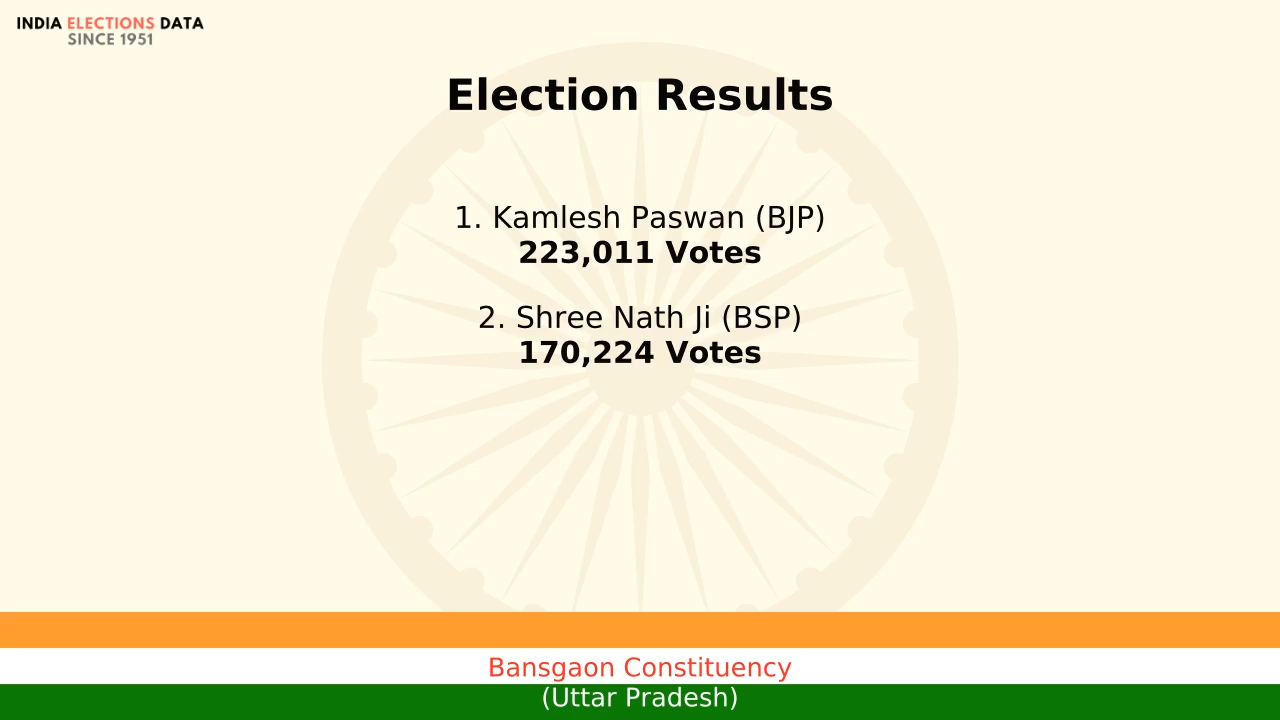 INDIA ELECTIONS DATA
SINCE 1951
Election Results
1. Kamlesh Paswan (BJP)
223,011 Votes
2. Shree Nath Ji (BSP)
170,224 Votes
Bansgaon Constituency
(Uttar Pradesh)